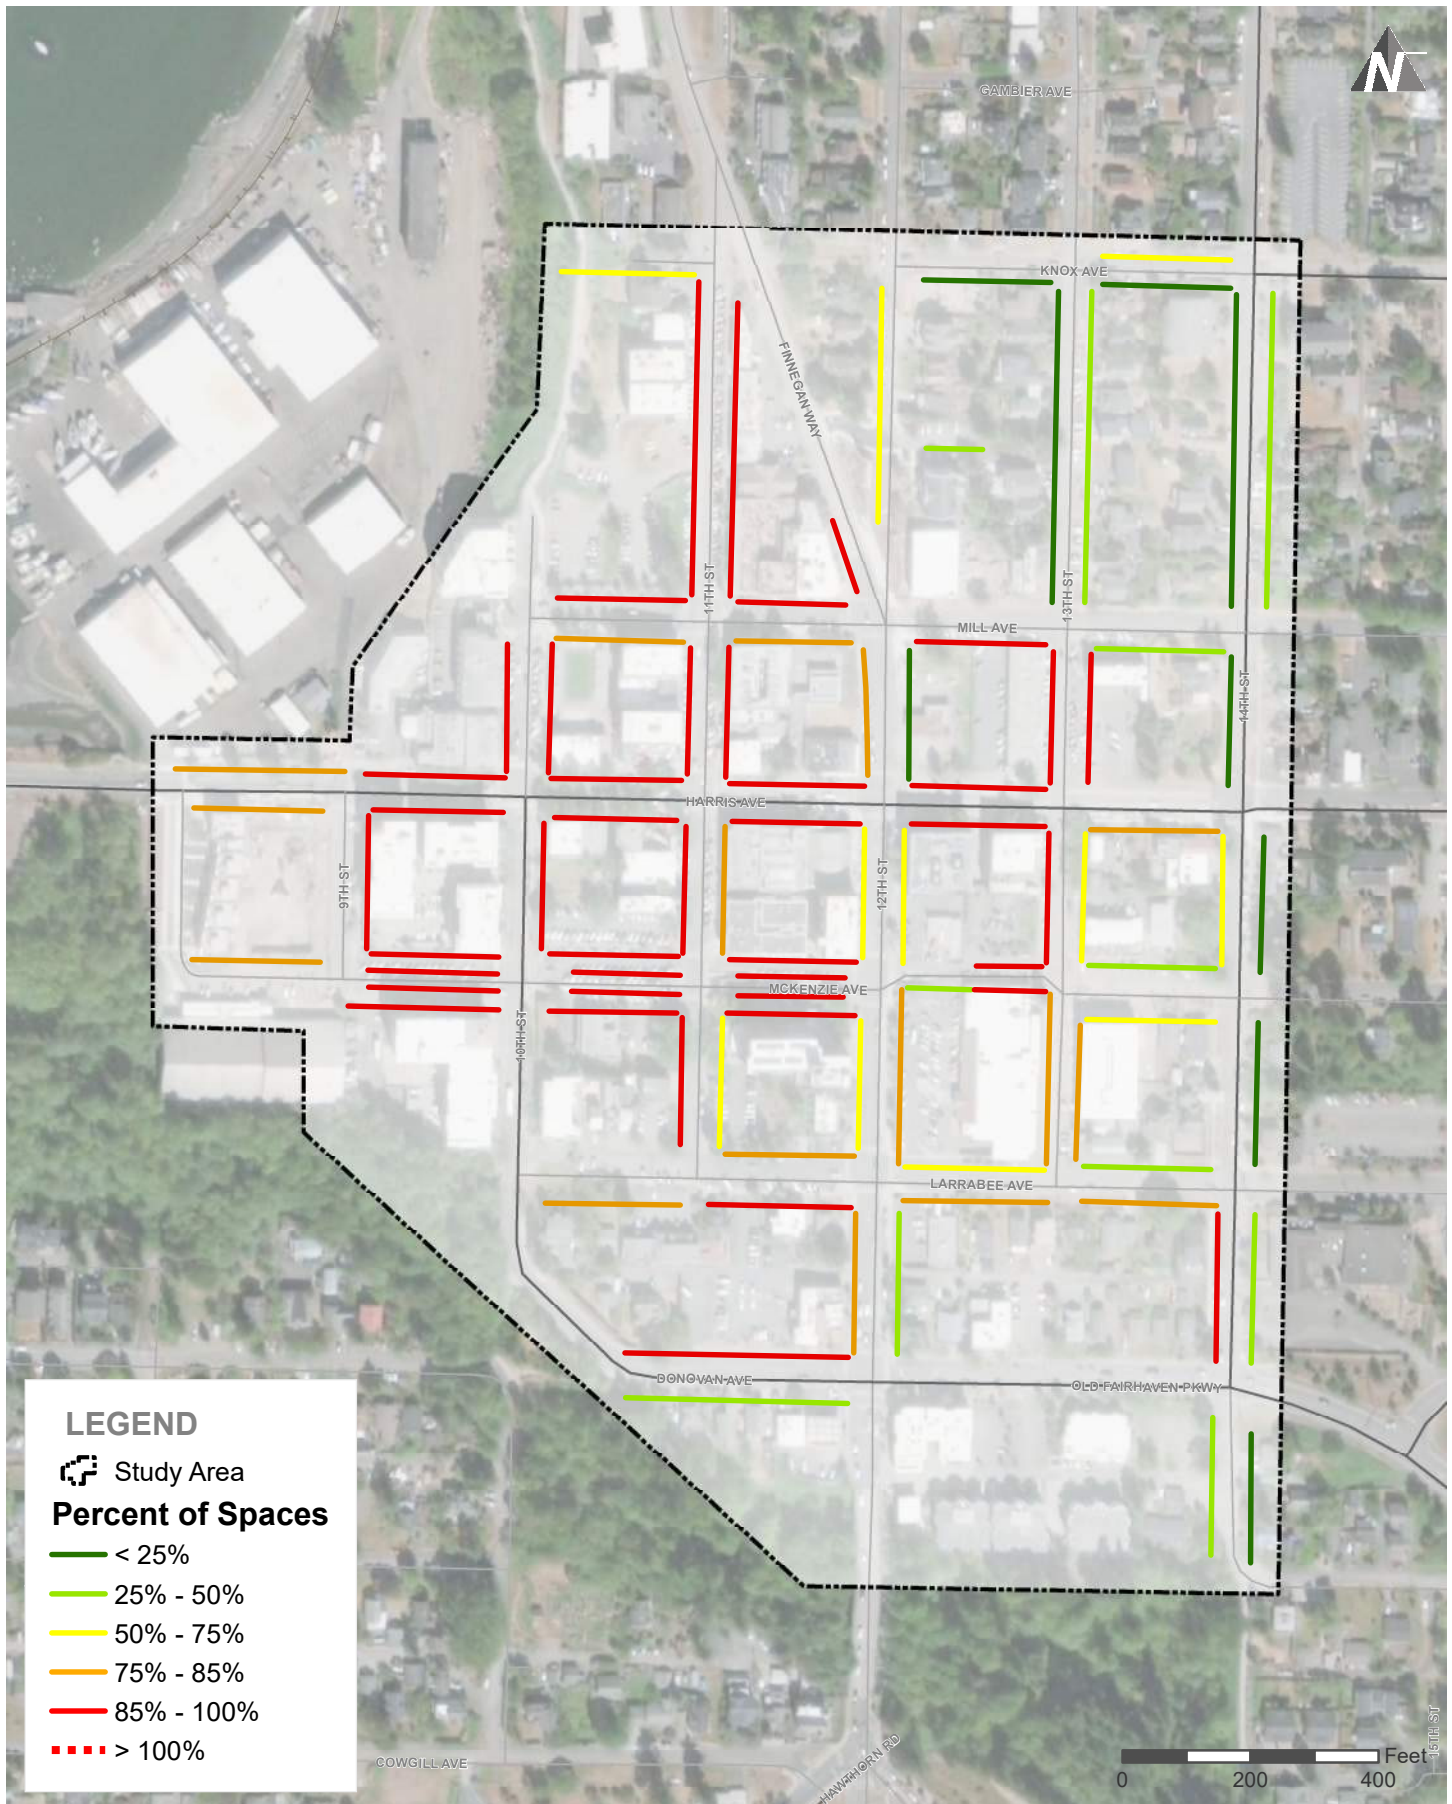 N
GAMBIER AVE
KNOX AVE
FINNEGAN WAY
11TH ST
13TH ST
MILL AVE
14TH ST
HARRIS AVE
9TH ST
12TH ST
MCKENZIE AVE
10TH ST
LARRABEE AVE
DONOVAN AVE
OLD FAIRHAVEN PKWY
LEGEND
Study Area
Percent of Spaces
< 25%
25% - 50%
50% - 75%
75% - 85%
85% - 100%
> 100%
COWGILL AVE
HAWTHORN RD
15TH ST
Feet
0 200 400